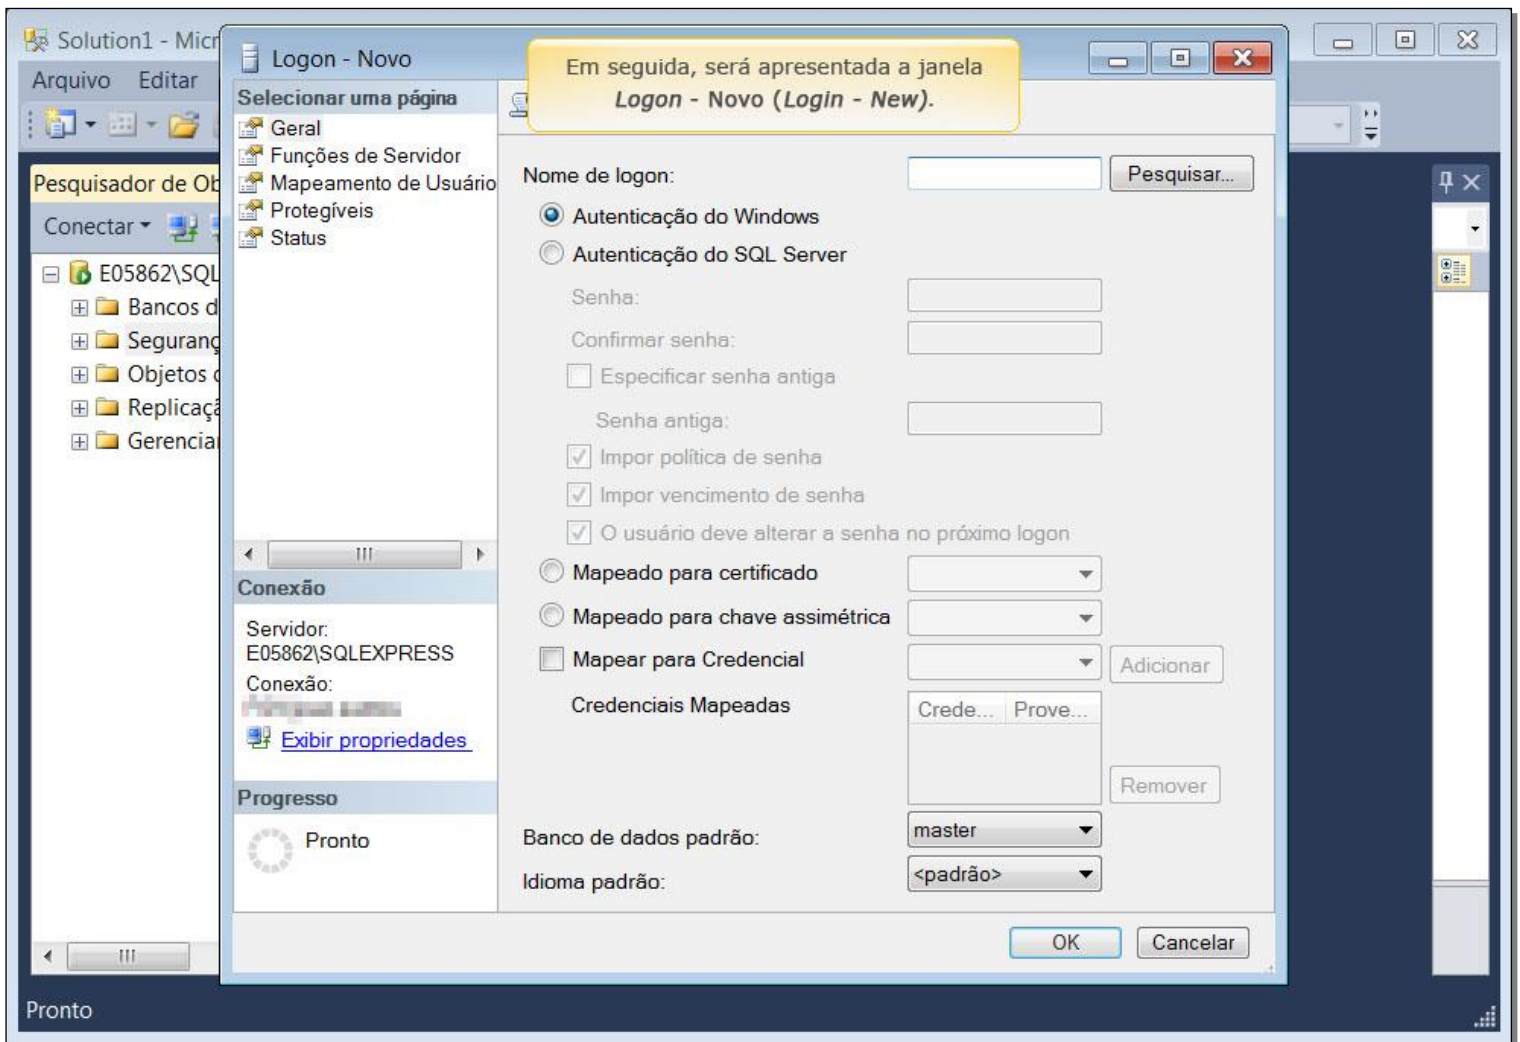 Solution1 - Micr
Arquivo Editar
Pesquisador de Ob
Conectar
E05862\SQL
Bancos d
Seguranç
Objetos d
Replicaçã
Gerenciar
Pronto
Logon - Novo
Em seguida, será apresentada a janela
Logon - Novo (Login - New).
Selecionar uma página
Geral
Funções de Servidor
Mapeamento de Usuário
Protegíveis
Status
Conexão
Servidor:
E05862\SQLEXPRESS
Conexão:
Exibir propriedades
Progresso
Pronto
Nome de logon: Pesquisar...
Autenticação do Windows
Autenticação do SQL Server
Senha:
Confirmar senha:
Especificar senha antiga
Senha antiga:
Impor política de senha
Impor vencimento de senha
O usuário deve alterar a senha no próximo logon
Mapeado para certificado
Mapeado para chave assimétrica
Mapear para Credencial Adicionar
Credenciais Mapeadas Crede... Prove...
Remover
Banco de dados padrão: master
Idioma padrão: <padrão>
OK Cancelar